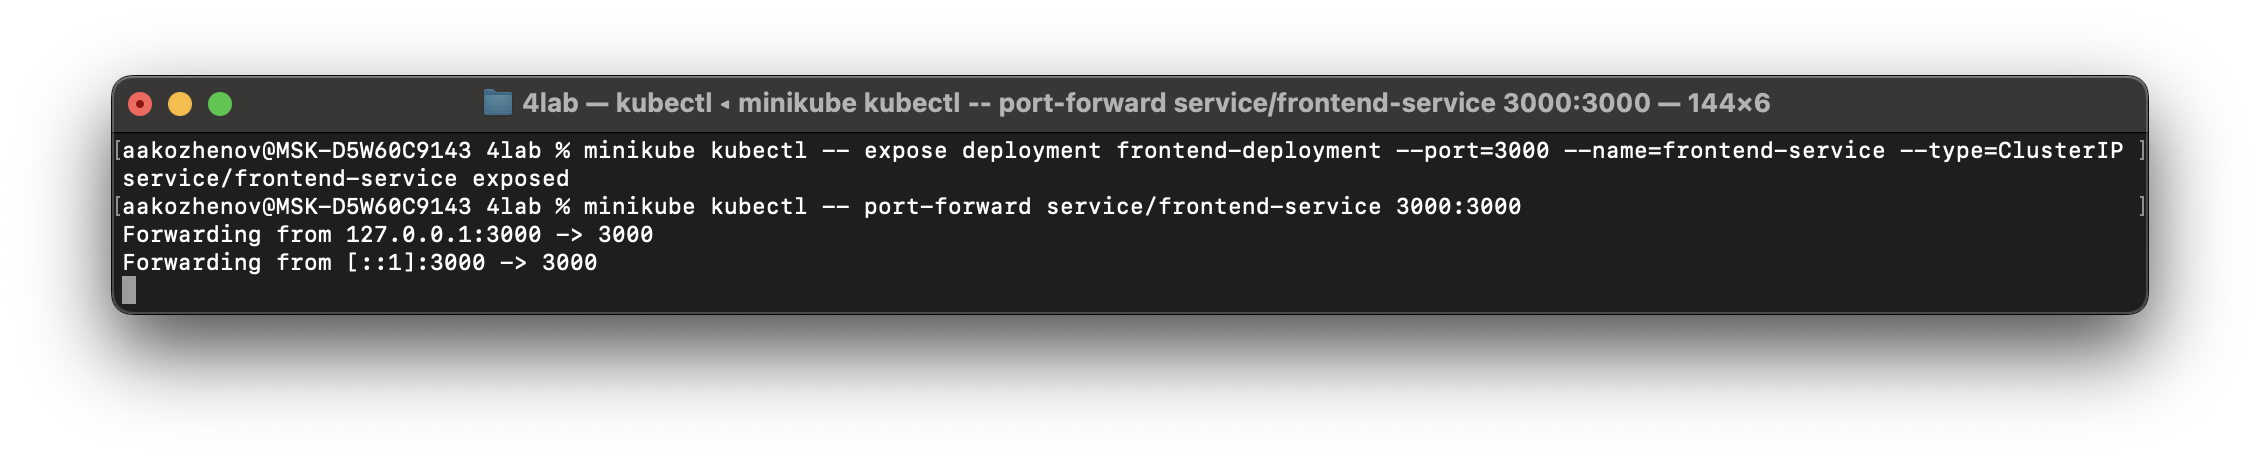 4lab — kubectl ◂ minikube kubectl -- port-forward service/frontend-service 3000:3000 — 144×6
[aakozhenov@MSK-D5W60C9143 4lab % minikube kubectl -- expose deployment frontend-deployment --port=3000 --name=frontend-service --type=ClusterIP ]
service/frontend-service exposed
[aakozhenov@MSK-D5W60C9143 4lab % minikube kubectl -- port-forward service/frontend-service 3000:3000 ]
Forwarding from 127.0.0.1:3000 -> 3000
Forwarding from [::1]:3000 -> 3000